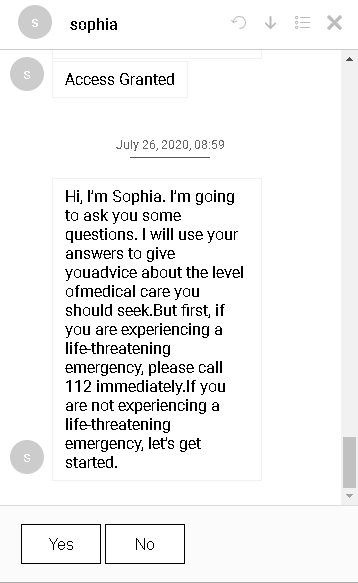 s sophia
s Access Granted
July 26, 2020, 08:59
Hi, I'm Sophia. I'm going
to ask you some
questions. I will use your
answers to give
youadvice about the level
ofmedical care you
should seek.But first, if
you are experiencing a
life-threatening
emergency, please call
112 immediately.If you
are not experiencing a
life-threatening
emergency, let's get
s started.
Yes No